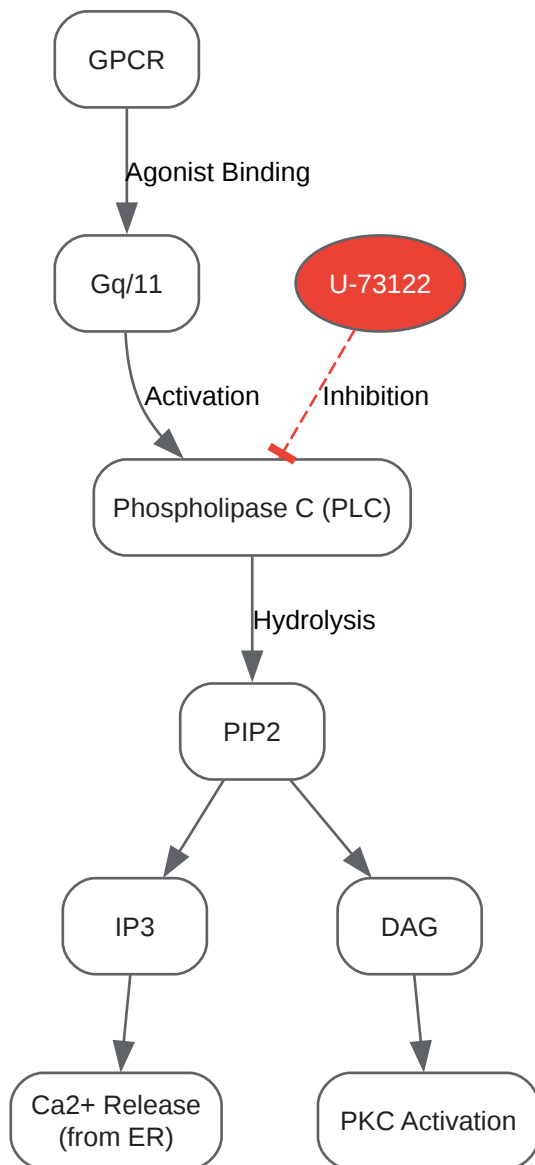 GPCR
Agonist Binding
Gq/11
U-73122
Activation
Inhibition
Phospholipase C (PLC)
Hydrolysis
PIP2
IP3
DAG
Ca2+ Release
(from ER)
PKC Activation